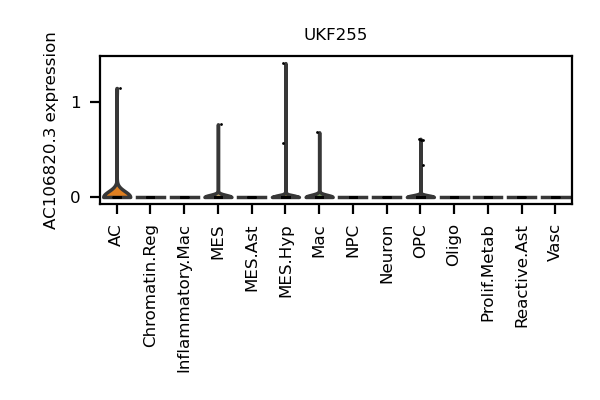 UKF255
AC106820.3 expression
1
0
AC
Chromatin.Reg
Inflammatory.Mac
MES
MES.Ast
MES.Hyp
Mac
NPC
Neuron
OPC
Oligo
Prolif.Metab
Reactive.Ast
Vasc